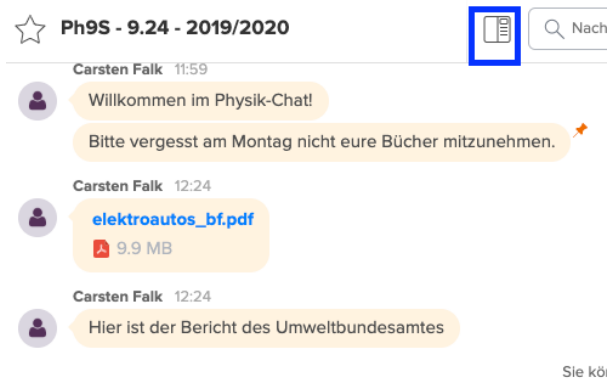 Ph9S - 9.24 - 2019/2020
Nach
Carsten Falk 11:59
Willkommen im Physik-Chat!
Bitte vergesst am Montag nicht eure Bücher mitzunehmen.
Carsten Falk 12:24
elektroautos_bf.pdf
9.9 MB
Carsten Falk 12:24
Hier ist der Bericht des Umweltbundesamtes
Sie kö